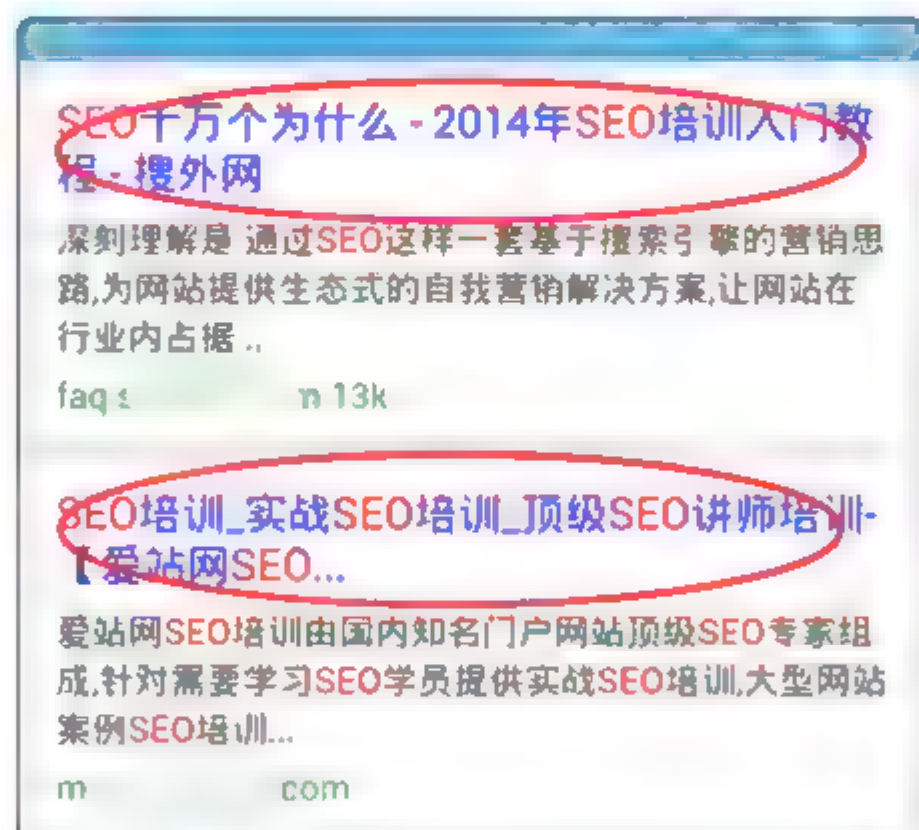 SEO十万个为什么 - 2014年SEO培训入门教
程 - 搜外网
深刻理解是 通过SEO这样一套基于搜索引擎的营销思
路,为网站提供生态式的自我营销解决方案,让网站在
行业内占据 ..
faq s n 13k
SEO培训_实战SEO培训_顶级SEO讲师培训-
【爱站网SEO...
爱站网SEO培训由国内知名门户网站顶级SEO专家组
成,针对需要学习SEO学员提供实战SEO培训,大型网站
案例SEO培训...
m com